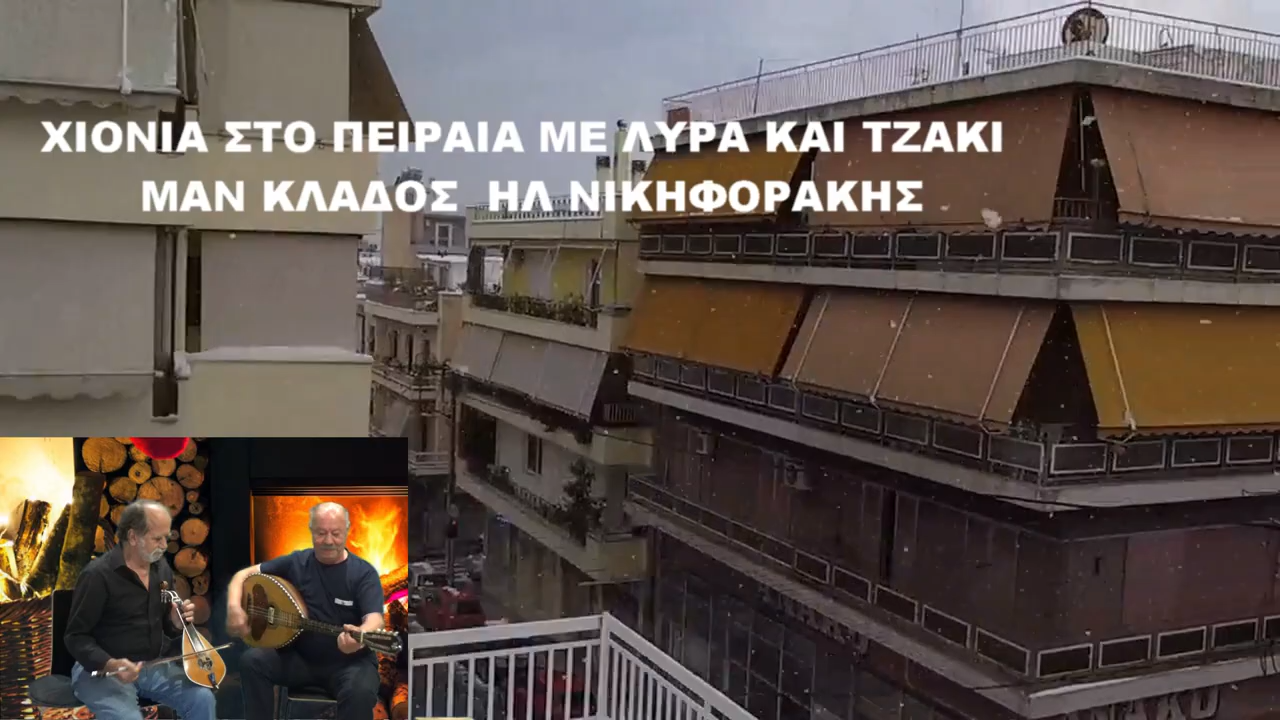 ΧΙΟΝΙΑ ΣΤΟ ΠΕΙΡΑΙΑ ΜΕ ΛΥΡΑ ΚΑΙ ΤΖΑΚΙ
ΜΑΝ ΚΛΑΔΟΣ ΗΛ ΝΙΚΗΦΟΡΑΚΗΣ